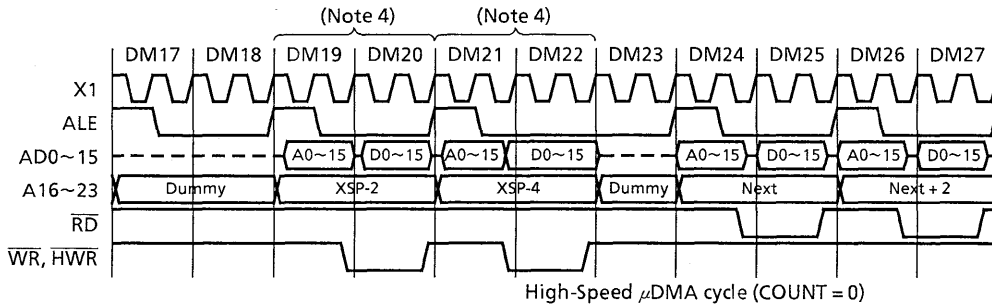 (Note 4) (Note 4)
DM17 DM18 DM19 DM20 DM21 DM22 DM23 DM24 DM25 DM26 DM27
X1
ALE
AD0~15 A0~15 D0~15 A0~15 D0~15 A0~15 D0~15 A0~15 D0~15
A16~23 Dummy XSP-2 XSP-4 Dummy Next Next + 2
RD
WR, HWR
High-Speed μDMA cycle (COUNT = 0)